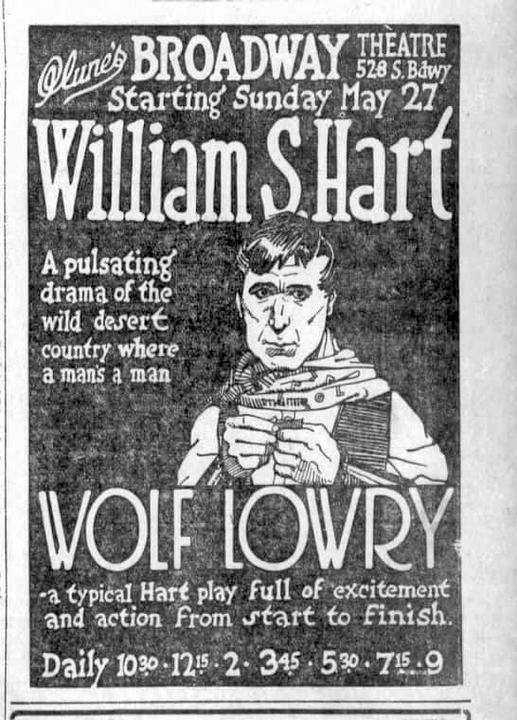 Clune's BROADWAY THEATRE
528 S. Bdwy
Starting Sunday May 27
William S. Hart
A pulsating
drama of the
wild desert
country where
a man's a man
WOLF LOWRY
-a typical Hart play full of excitement
and action from start to finish.
Daily 10 30 · 12 15 · 2 · 3 45 · 5 30 · 7 15 · 9